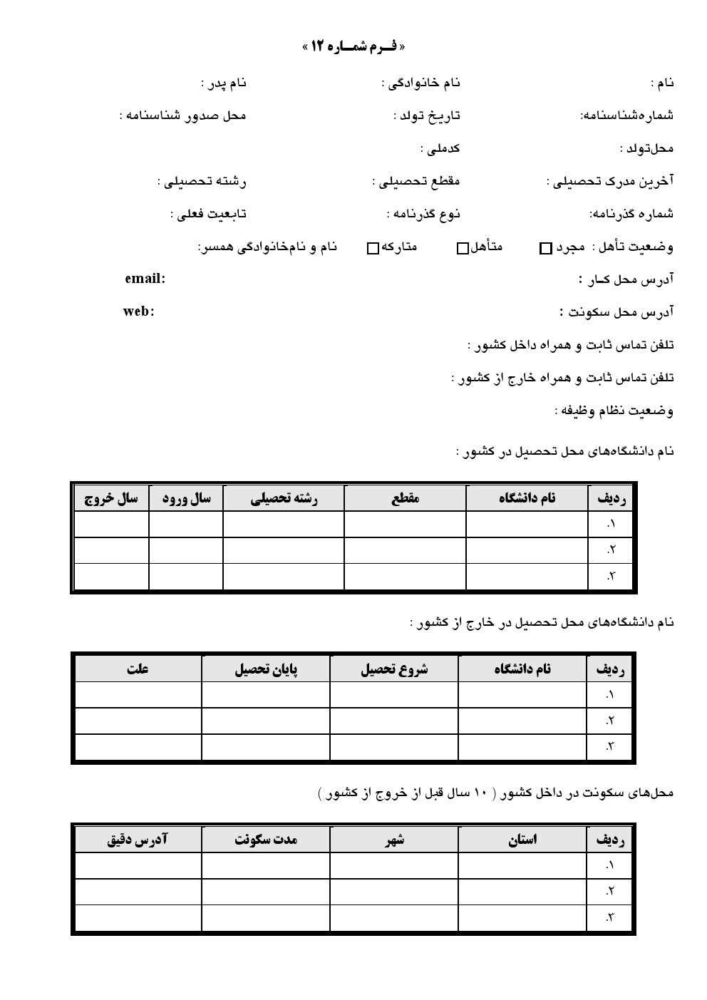 « فــرم شمــاره ۱۲ »
نام : نام خانوادگی : نام پدر :
شماره‌شناسنامه: تاریخ تولد : محل صدور شناسنامه :
محل‌تولد : کدملی :
آخرین مدرک تحصیلی : مقطع تحصیلی : رشته تحصیلی :
شماره گذرنامه: نوع گذرنامه : تابعیت فعلی :
وضعیت تأهل : مجرد □ متأهل □ متارکه □ نام و نام‌خانوادگی همسر:
آدرس محل کـار : email:
آدرس محل سکونت : web:
تلفن تماس ثابت و همراه داخل کشور :
تلفن تماس ثابت و همراه خارج از کشور :
وضعیت نظام وظیفه :
نام دانشگاه‌های محل تحصیل در کشور :
ردیف نام دانشگاه مقطع رشته تحصیلی سال ورود سال خروج
۱.
۲.
۳.
نام دانشگاه‌های محل تحصیل در خارج از کشور :
ردیف نام دانشگاه شروع تحصیل پایان تحصیل علت
۱.
۲.
۳.
محل‌های سکونت در داخل کشور ( ۱۰ سال قبل از خروج از کشور )
ردیف استان شهر مدت سکونت آدرس دقیق
۱.
۲.
۳.